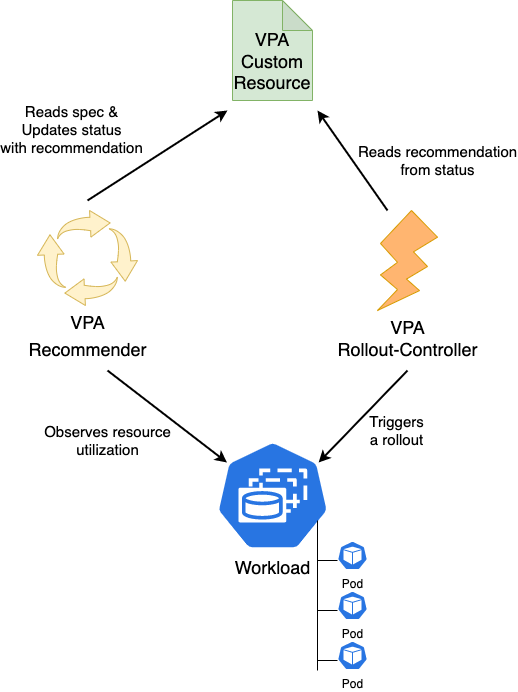 VPA
Custom
Resource
Reads spec &
Updates status
with recommendation
Reads recommendation
from status
VPA
Recommender
VPA
Rollout-Controller
Observes resource
utilization
Triggers
a rollout
Workload
Pod
Pod
Pod